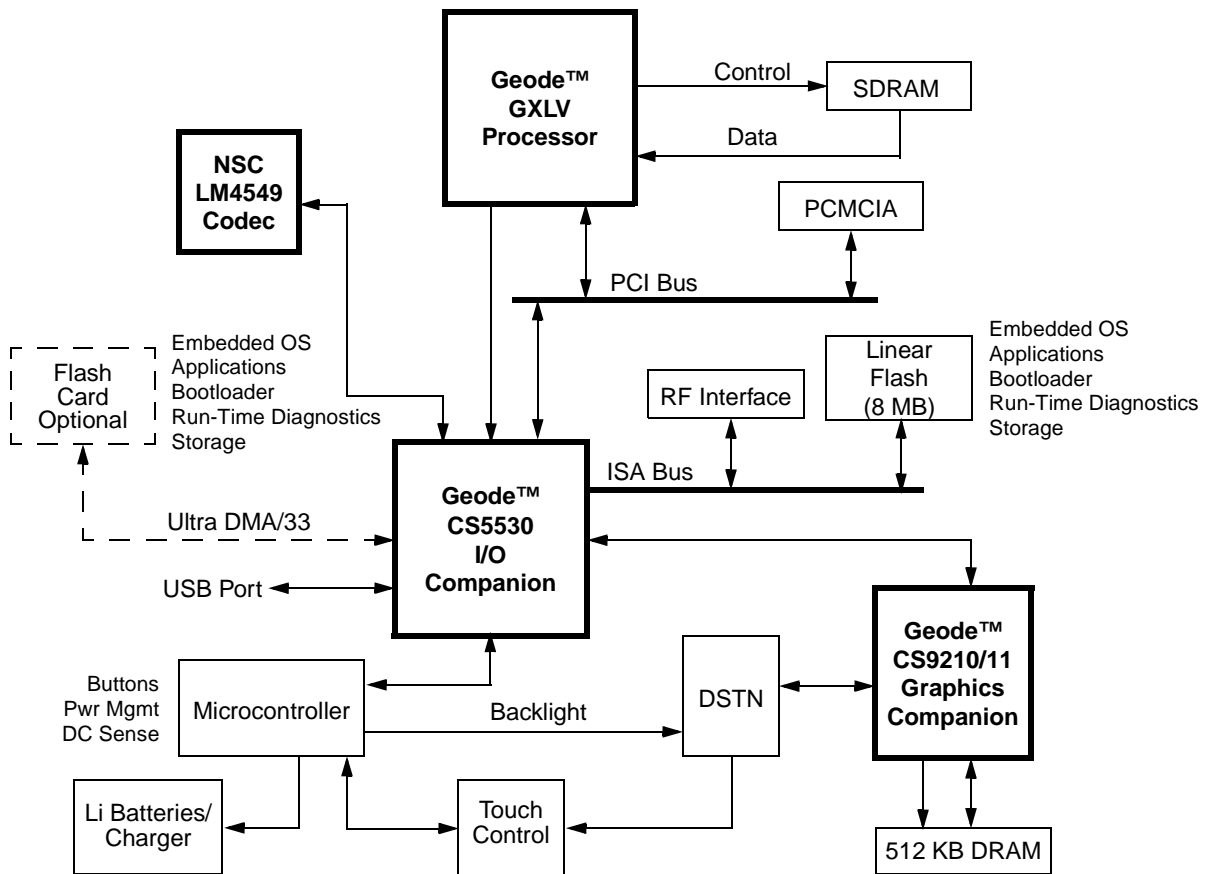 Geode™
GXLV
Processor
Control
SDRAM
Data
NSC
LM4549
Codec
PCMCIA
PCI Bus
Flash
Card
Optional
Embedded OS
Applications
Bootloader
Run-Time Diagnostics
Storage
RF Interface
Linear
Flash
(8 MB)
Embedded OS
Applications
Bootloader
Run-Time Diagnostics
Storage
ISA Bus
Geode™
CS5530
I/O
Companion
Ultra DMA/33
USB Port
Geode™
CS9210/11
Graphics
Companion
Buttons
Pwr Mgmt
DC Sense
Microcontroller
Backlight
DSTN
Li Batteries/
Charger
Touch
Control
512 KB DRAM